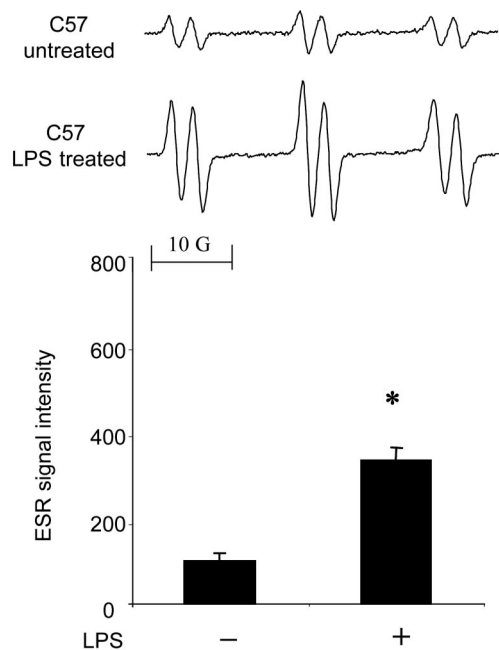 C57
untreated
C57
LPS treated
10 G
800
600
400
200
0
ESR signal intensity
*
LPS − +